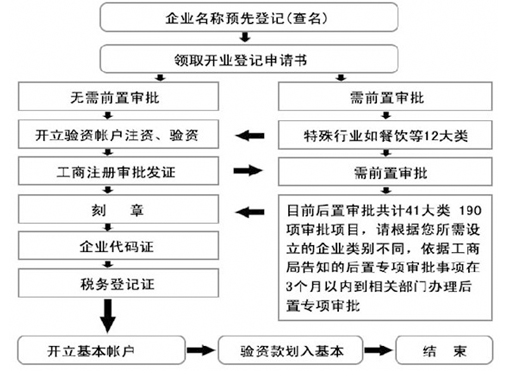 企业名称预先登记(查名)
领取开业登记申请书
无需前置审批
需前置审批
开立验资帐户注资、验资
特殊行业如餐饮等12大类
工商注册审批发证
需前置审批
刻 章
目前后置审批共计41大类 190
项审批项目，请根据您所需
设立的企业类别不同，依据工商
局告知的后置专项审批事项在
3个月以内到相关部门办理后
置专项审批
企业代码证
税务登记证
开立基本帐户
验资款划入基本
结 束